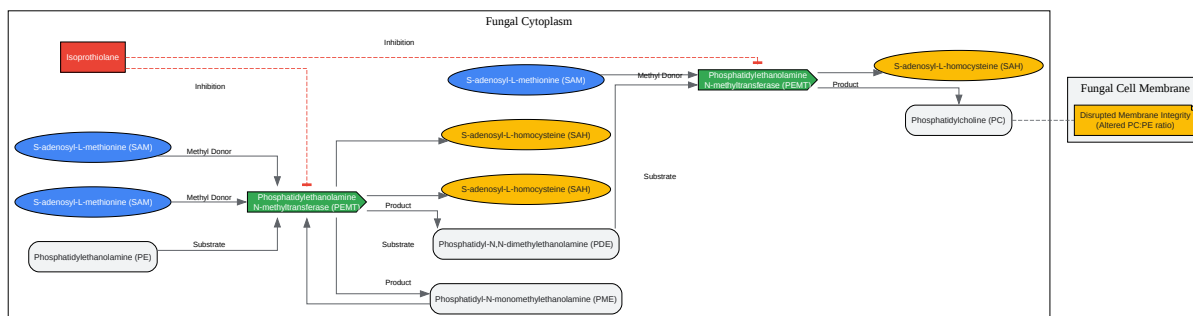 Fungal Cytoplasm
Isoprothiolane
Inhibition
Inhibition
S-adenosyl-L-methionine (SAM)
Methyl Donor
Phosphatidylethanolamine
N-methyltransferase (PEMT)
S-adenosyl-L-homocysteine (SAH)
Product
Phosphatidylcholine (PC)
Fungal Cell Membrane
Disrupted Membrane Integrity
(Altered PC:PE ratio)
S-adenosyl-L-methionine (SAM)
Methyl Donor
S-adenosyl-L-homocysteine (SAH)
S-adenosyl-L-methionine (SAM)
Methyl Donor
Phosphatidylethanolamine
N-methyltransferase (PEMT)
S-adenosyl-L-homocysteine (SAH)
Product
Substrate
Phosphatidylethanolamine (PE)
Substrate
Substrate
Phosphatidyl-N,N-dimethylethanolamine (PDE)
Product
Phosphatidyl-N-monomethylethanolamine (PME)